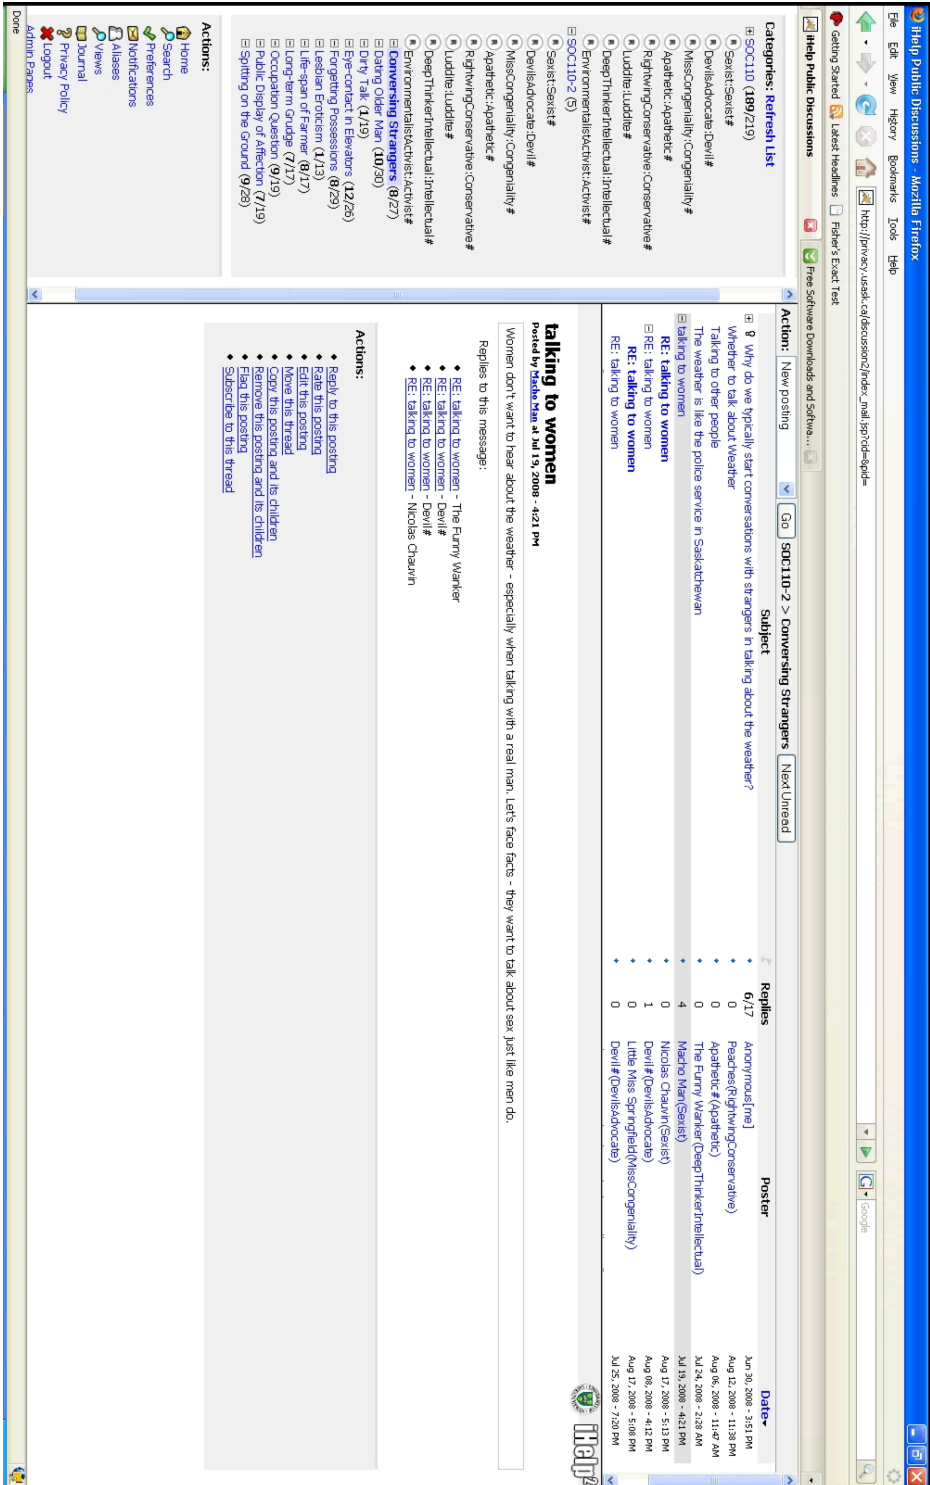 iHelp Public Discussions - Mozilla Firefox
File Edit View History Bookmarks Tools Help
http://privacy.usask.ca/discussion2/index_mail.jsp?cid=8pid=
Google
Getting Started Latest Headlines Fisher's Exact Test
iHelp Public Discussions
Free Software Downloads and Softwa...
Categories: Refresh List
SOC110 (189/219)
Sexist:Sexist#
DevilsAdvocate:Devil#
MissCongeniality:Congeniality#
Apathetic:Apathetic#
RightwingConservative:Conservative#
Luddite:Luddite#
DeepThinkerIntellectual:Intellectual#
EnvironmentalistActivist:Activist#
SOC110-2 (5)
Sexist:Sexist#
DevilsAdvocate:Devil#
MissCongeniality:Congeniality#
Apathetic:Apathetic#
RightwingConservative:Conservative#
Luddite:Luddite#
DeepThinkerIntellectual:Intellectual#
EnvironmentalistActivist:Activist#
Conversing Strangers (8/27)
Dating Older Man (10/30)
Dirty Talk (1/19)
Eye-contact in Elevators (12/26)
Forgetting Possessions (8/29)
Lesbian Eroticism (1/13)
Life-span of Farmer (8/17)
Long-term Grudge (7/17)
Occupation Question (9/19)
Public Display of Affection (7/19)
Spitting on the Ground (9/28)
Actions:
Home
Search
Preferences
Notifications
Aliases
Views
Journal
Privacy Policy
Logout
Admin Pages
Action: New posting Go SOC110-2 > Conversing Strangers Next Unread
Subject Replies Poster Date
Why do we typically start conversations with strangers in talking about the weather? 6/17 Anonymous[me] Jun 30, 2008 - 3:51 PM
Whether to talk about Weather 0 Peaches(RightwingConservative) Aug 12, 2008 - 11:38 PM
Talking to other people 0 Apathetic#(Apathetic) Aug 06, 2008 - 11:47 AM
The weather is like the police service in Saskatchewan 0 The Funny Wanker(DeepThinkerIntellectual) Jul 24, 2008 - 2:28 AM
talking to women 4 Macho Man(Sexist) Jul 19, 2008 - 4:21 PM
RE: talking to women 0 Nicolas Chauvin(Sexist) Aug 17, 2008 - 5:13 PM
RE: talking to women 1 Devil#(DevilsAdvocate) Aug 08, 2008 - 4:12 PM
RE: talking to women 0 Little Miss Springfield(MissCongeniality) Aug 17, 2008 - 5:08 PM
RE: talking to women 0 Devil#(DevilsAdvocate) Jul 25, 2008 - 7:20 PM
iHelp2
talking to women
Posted by Macho Man at Jul 19, 2008 - 4:21 PM
Women don't want to hear about the weather - especially when talking with a real man. Let's face facts - they want to talk about sex just like men do.
Replies to this message:
RE: talking to women - The Funny Wanker
RE: talking to women - Devil#
RE: talking to women - Devil#
RE: talking to women - Nicolas Chauvin
Actions:
Reply to this posting
Rate this posting
Edit this posting
Move this thread
Copy this posting and its children
Remove this posting and its children
Flag this posting
Subscribe to this thread
Done